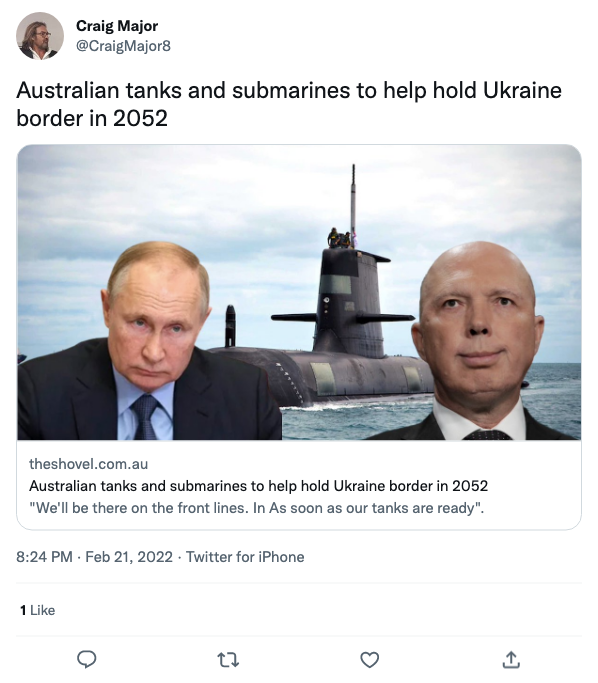 Craig Major
@CraigMajor8
Australian tanks and submarines to help hold Ukraine
border in 2052
theshovel.com.au
Australian tanks and submarines to help hold Ukraine border in 2052
"We'll be there on the front lines. In As soon as our tanks are ready".
8:24 PM · Feb 21, 2022 · Twitter for iPhone
1 Like